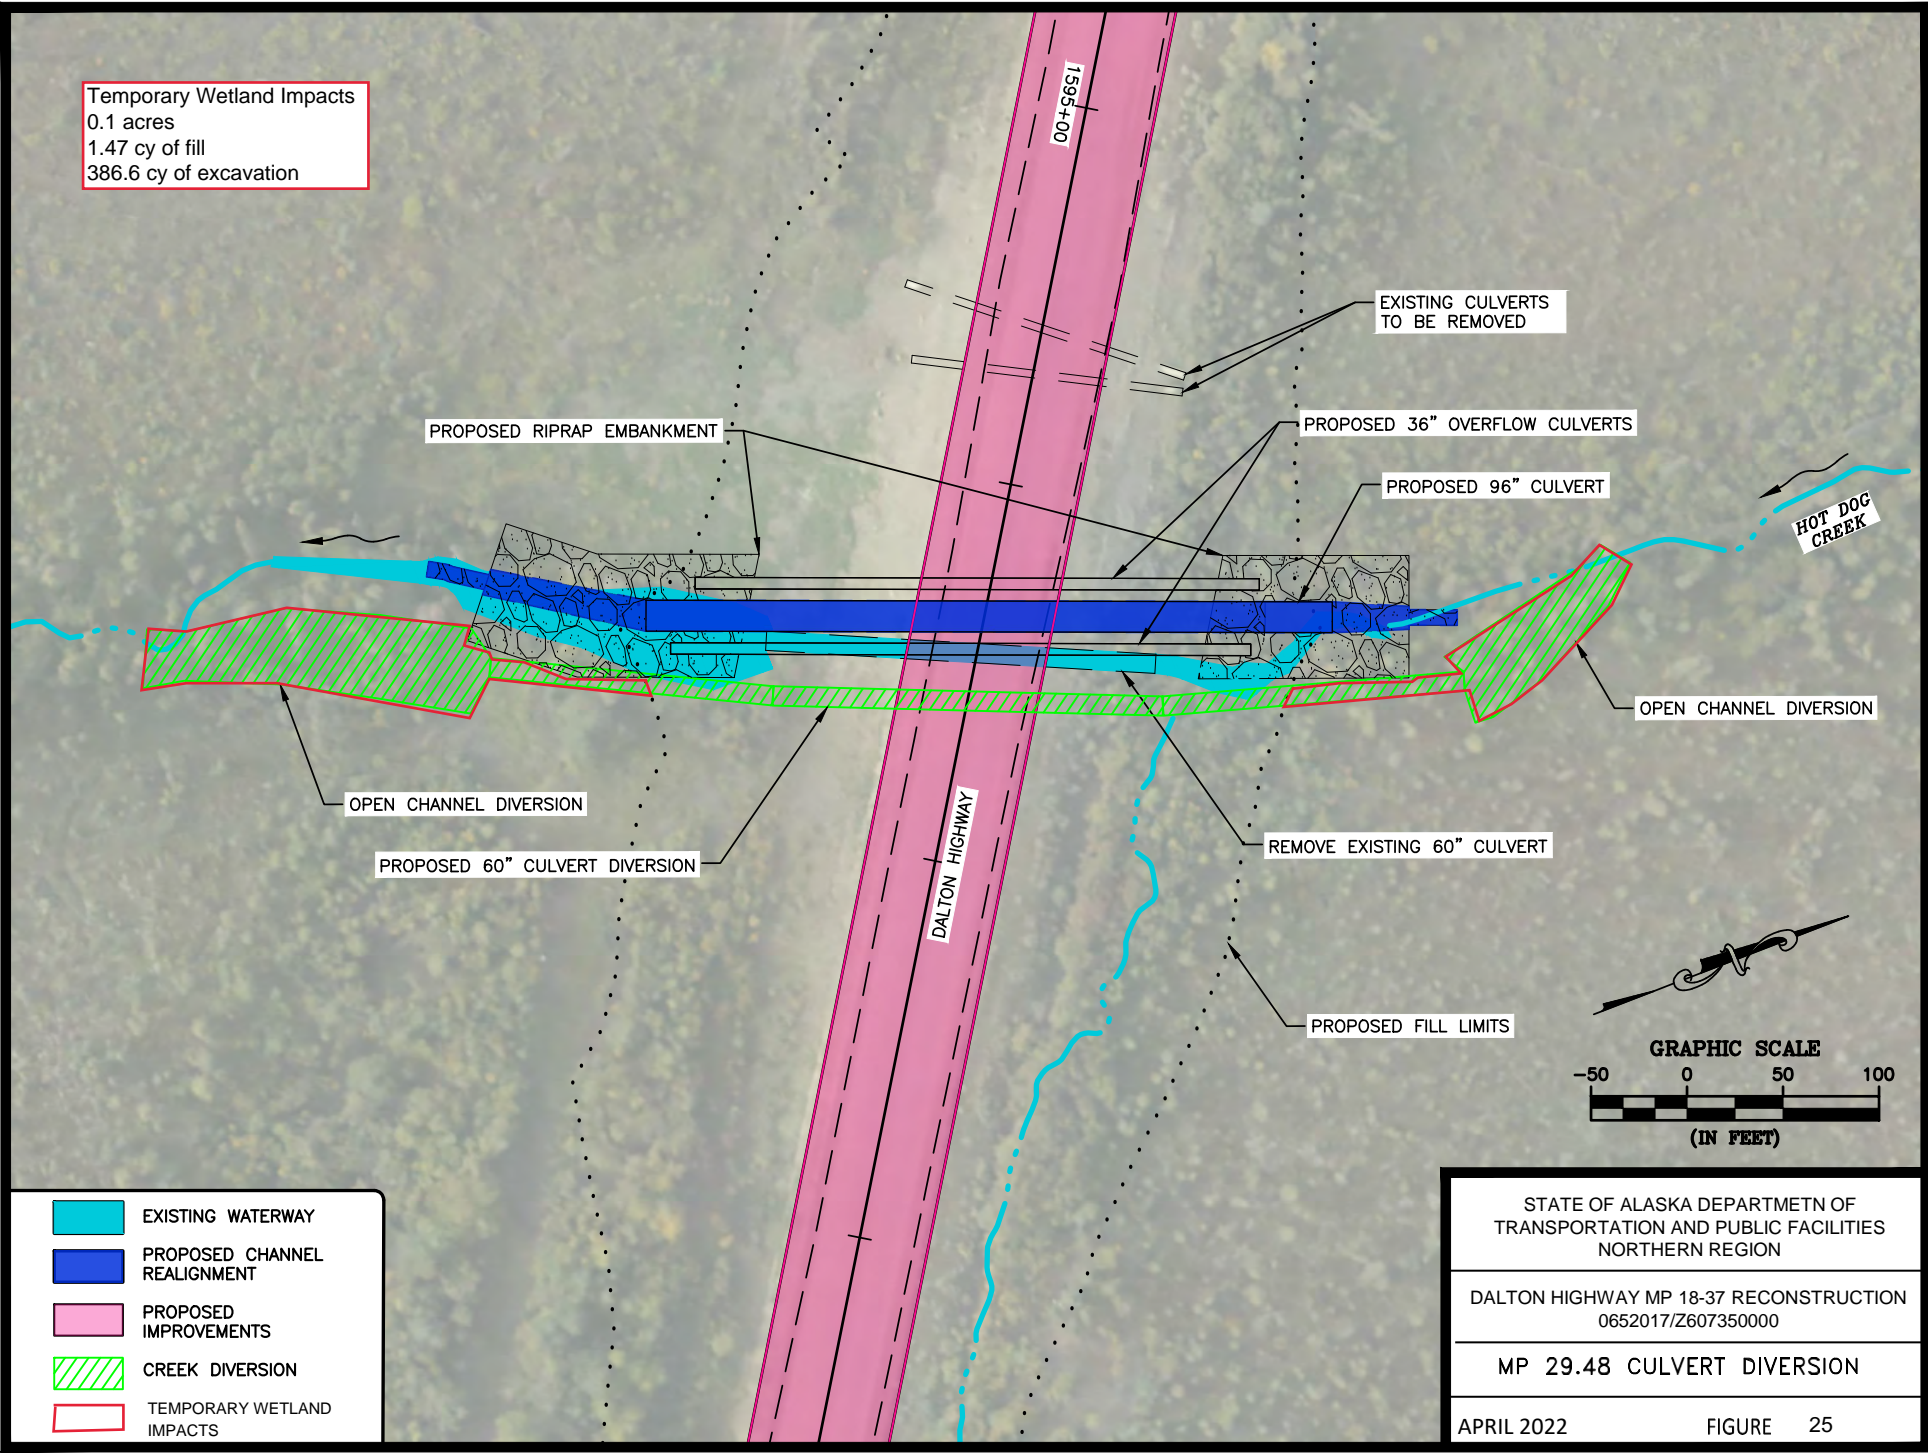 Temporary Wetland Impacts
0.1 acres
1.47 cy of fill
386.6 cy of excavation
1595+00
EXISTING CULVERTS
TO BE REMOVED
PROPOSED RIPRAP EMBANKMENT
PROPOSED 36" OVERFLOW CULVERTS
PROPOSED 96" CULVERT
HOT DOG
CREEK
OPEN CHANNEL DIVERSION
OPEN CHANNEL DIVERSION
PROPOSED 60" CULVERT DIVERSION
DALTON HIGHWAY
REMOVE EXISTING 60" CULVERT
PROPOSED FILL LIMITS
N
GRAPHIC SCALE
-50 0 50 100
(IN FEET)
EXISTING WATERWAY
PROPOSED CHANNEL
REALIGNMENT
PROPOSED
IMPROVEMENTS
CREEK DIVERSION
TEMPORARY WETLAND
IMPACTS
STATE OF ALASKA DEPARTMETN OF
TRANSPORTATION AND PUBLIC FACILITIES
NORTHERN REGION
DALTON HIGHWAY MP 18-37 RECONSTRUCTION
0652017/Z607350000
MP 29.48 CULVERT DIVERSION
APRIL 2022 FIGURE 25